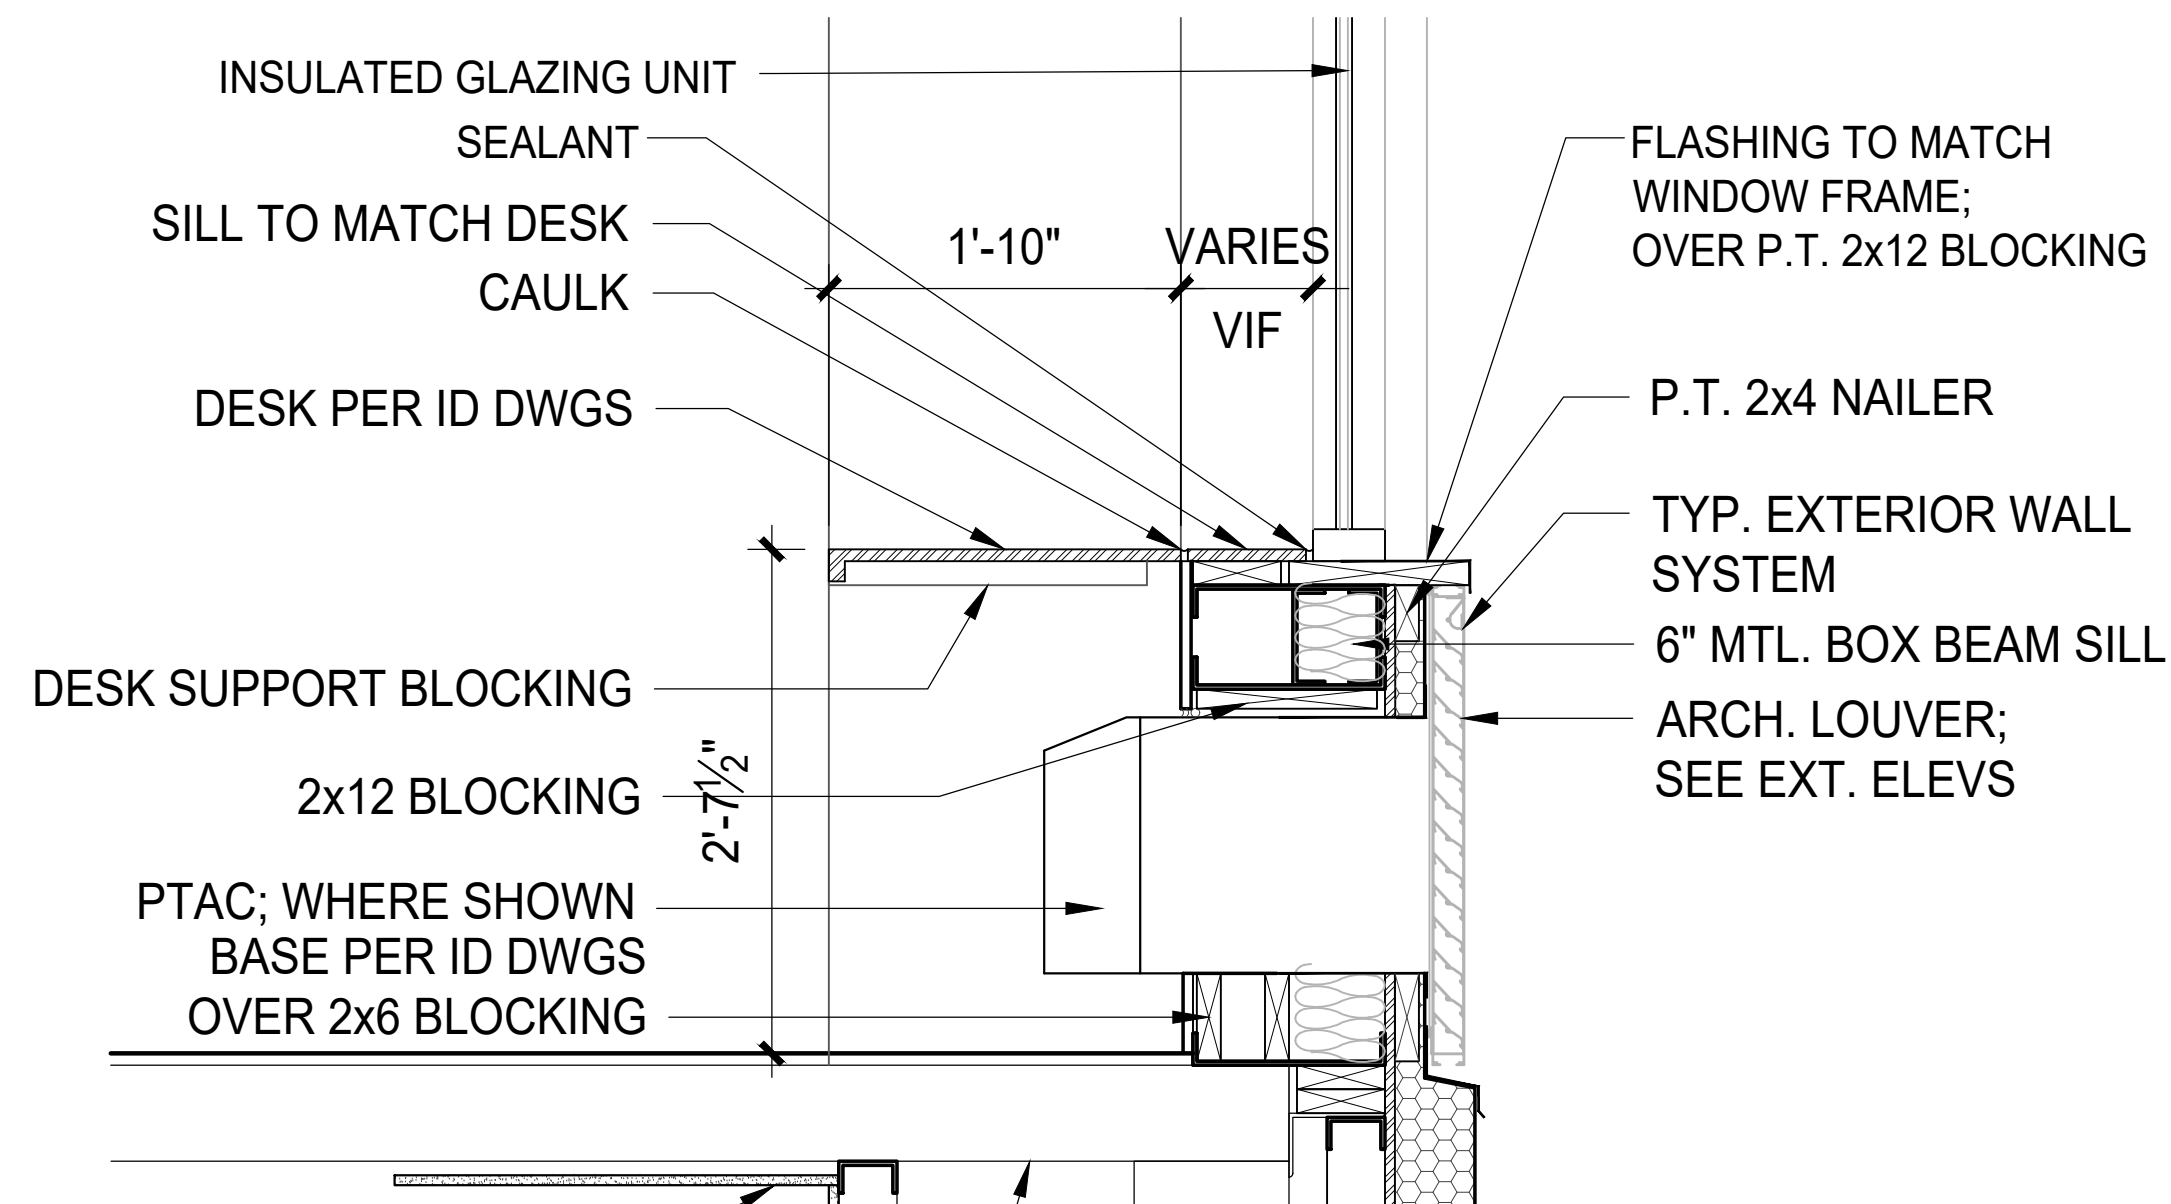 INSULATED GLAZING UNIT
SEALANT
SILL TO MATCH DESK
CAULK
DESK PER ID DWGS
DESK SUPPORT BLOCKING
2x12 BLOCKING
PTAC; WHERE SHOWN
BASE PER ID DWGS
OVER 2x6 BLOCKING
2'-7 1/2"
1'-10"
VARIES
VIF
FLASHING TO MATCH
WINDOW FRAME;
OVER P.T. 2x12 BLOCKING
P.T. 2x4 NAILER
TYP. EXTERIOR WALL
SYSTEM
6" MTL. BOX BEAM SILL
ARCH. LOUVER;
SEE EXT. ELEVS